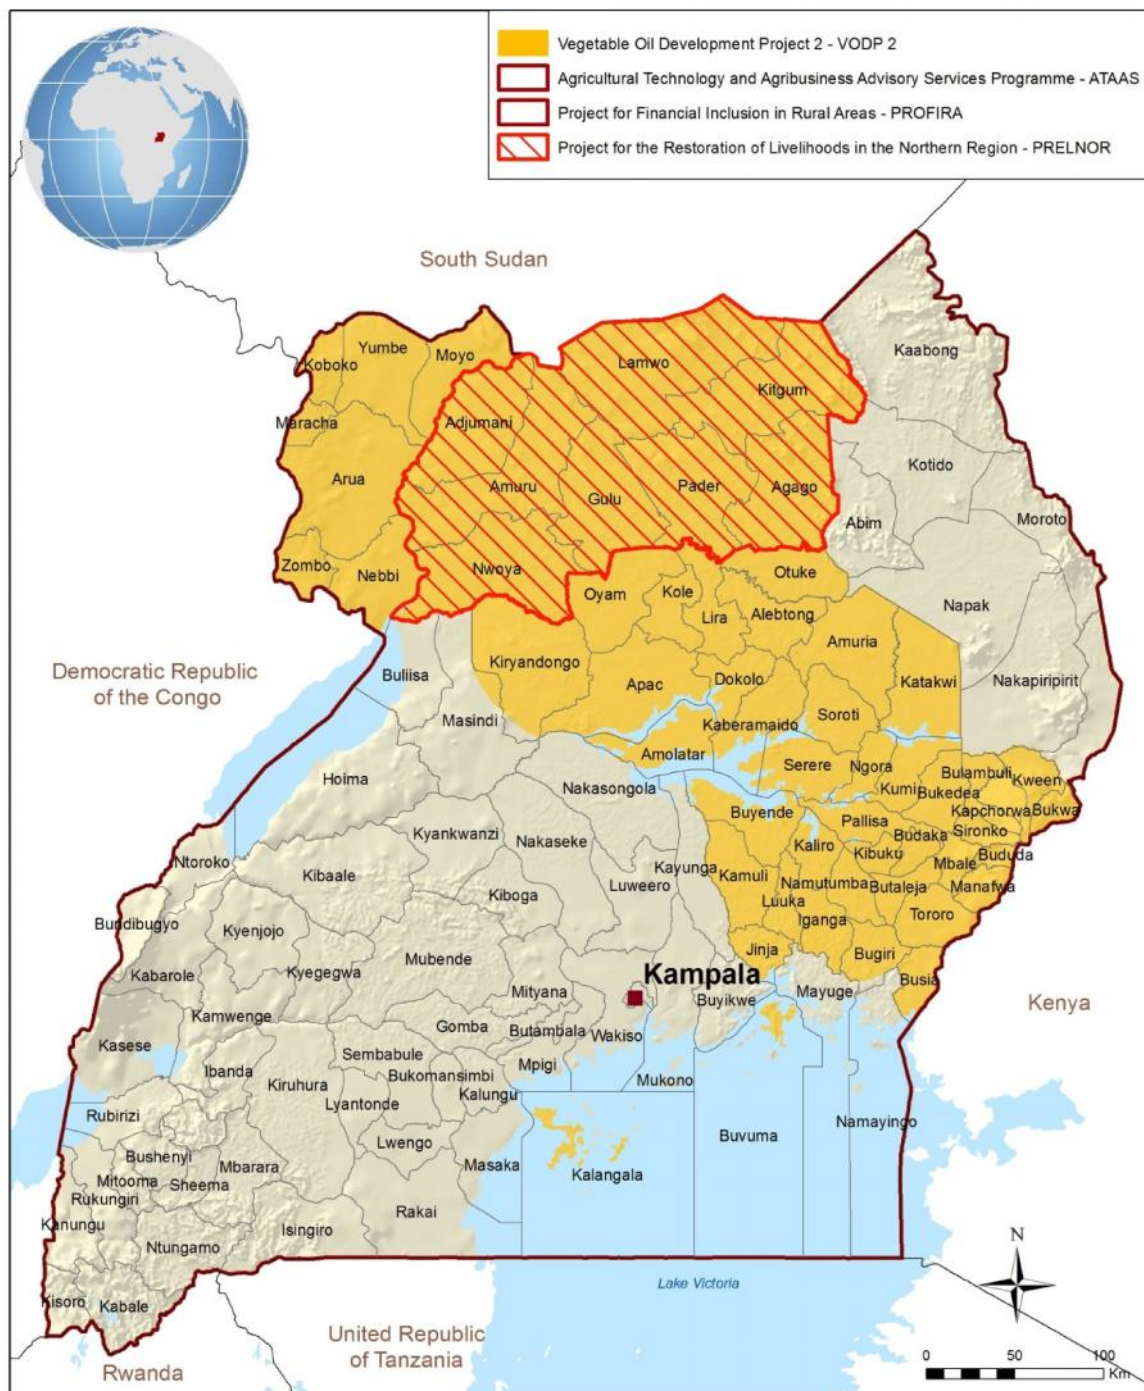 Vegetable Oil Development Project 2 - VODP 2
Agricultural Technology and Agribusiness Advisory Services Programme - ATAAS
Project for Financial Inclusion in Rural Areas - PROFIRA
Project for the Restoration of Livelihoods in the Northern Region - PRELNOR
South Sudan
Kaabong
Yumbe
Moyo
Koboko
Lamwo
Kitgum
Maracha
Adjumani
Kotido
Arua
Amuru
Gulu
Pader
Agago
Abim
Moroto
Zombo
Nebbi
Nwoya
Otuke
Oyam
Kole
Lira
Alebtong
Napak
Amuria
Democratic Republic
of the Congo
Buliisa
Kiryandongo
Apac
Dokolo
Katakwi
Nakapiripirit
Masindi
Kaberamaido
Soroti
Amolatar
Hoima
Serere
Ngora
Bulambuli
Kween
Nakasongola
Kumi
Bukedea
Kapchorwa
Bukwa
Buyende
Pallisa
Kyankwanzi
Nakaseke
Budaka
Sironko
Ntoroko
Kaliro
Kibuku
Mbale
Bududa
Kibaale
Kayunga
Kamuli
Namutumba
Butaleja
Manafwa
Kiboga
Luweero
Luuka
Iganga
Tororo
Bundibugyo
Kyenjojo
Mubende
Jinja
Bugiri
Kabarole
Kyegegwa
Kampala
Busia
Mityana
Buyikwe
Mayuge
Kenya
Kamwenge
Gomba
Butambala
Wakiso
Kasese
Sembabule
Mpigi
Ibanda
Kiruhura
Bukomansimbi
Mukono
Kalungu
Rubirizi
Lyantonde
Namayingo
Buvuma
Lwengo
Bushenyi
Mbarara
Masaka
Kalangala
Mitooma
Sheema
Rukungiri
Rakai
Kanungu
Isingiro
Ntungamo
N
Lake Victoria
Kisoro
Kabale
United Republic
of Tanzania
Rwanda
0 50 100
Km